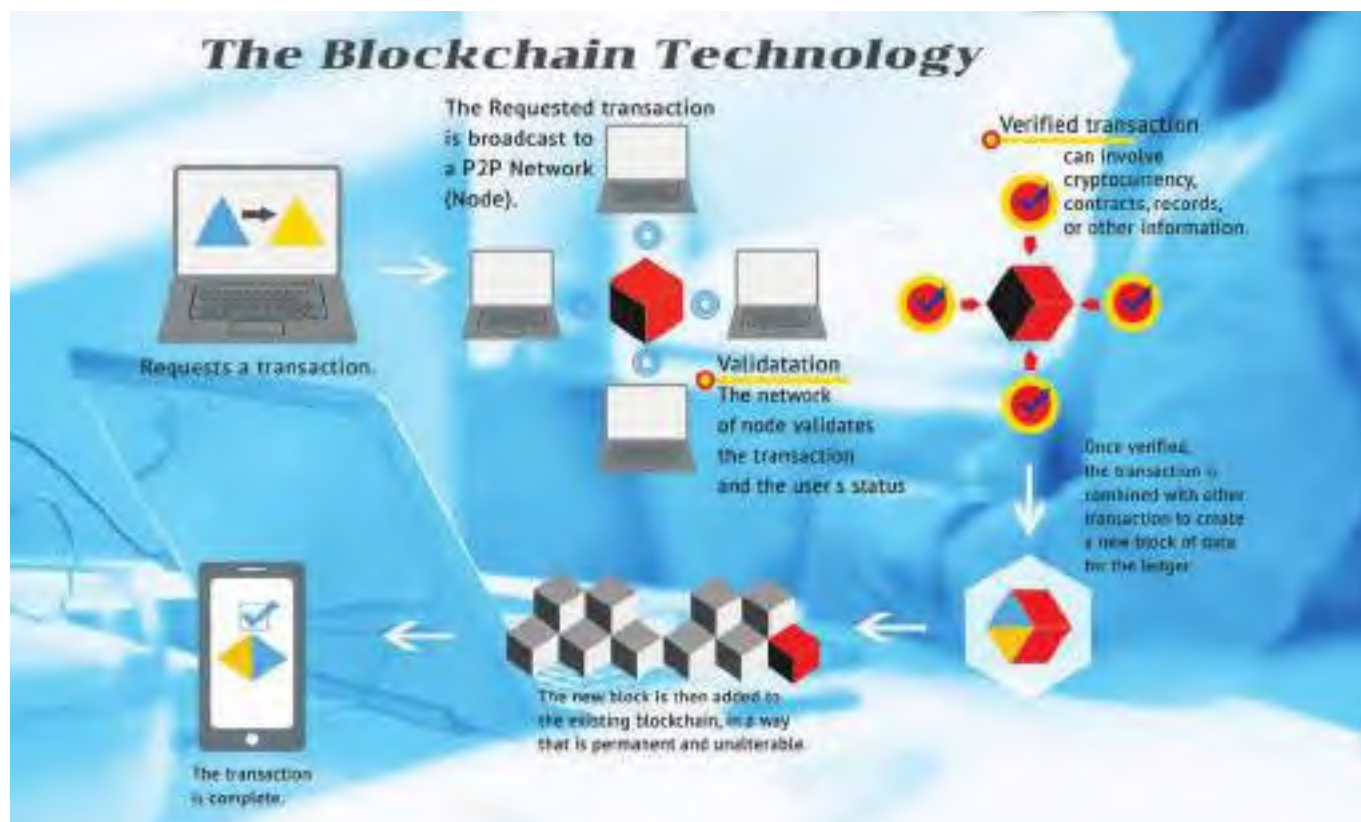 The Blockchain Technology
The Requested transaction
is broadcast to
a P2P Network
(Node).
Requests a transaction.
Validatation
The network
of node validates
the transaction
and the user's status
Verified transaction
can involve
cryptocurrency,
contracts, records,
or other information.
Once verified,
the transaction is
combined with other
transaction to create
a new block of data
for the ledger
The new block is then added to
the existing blockchain, in a way
that is permanent and unalterable
The transaction
is complete.